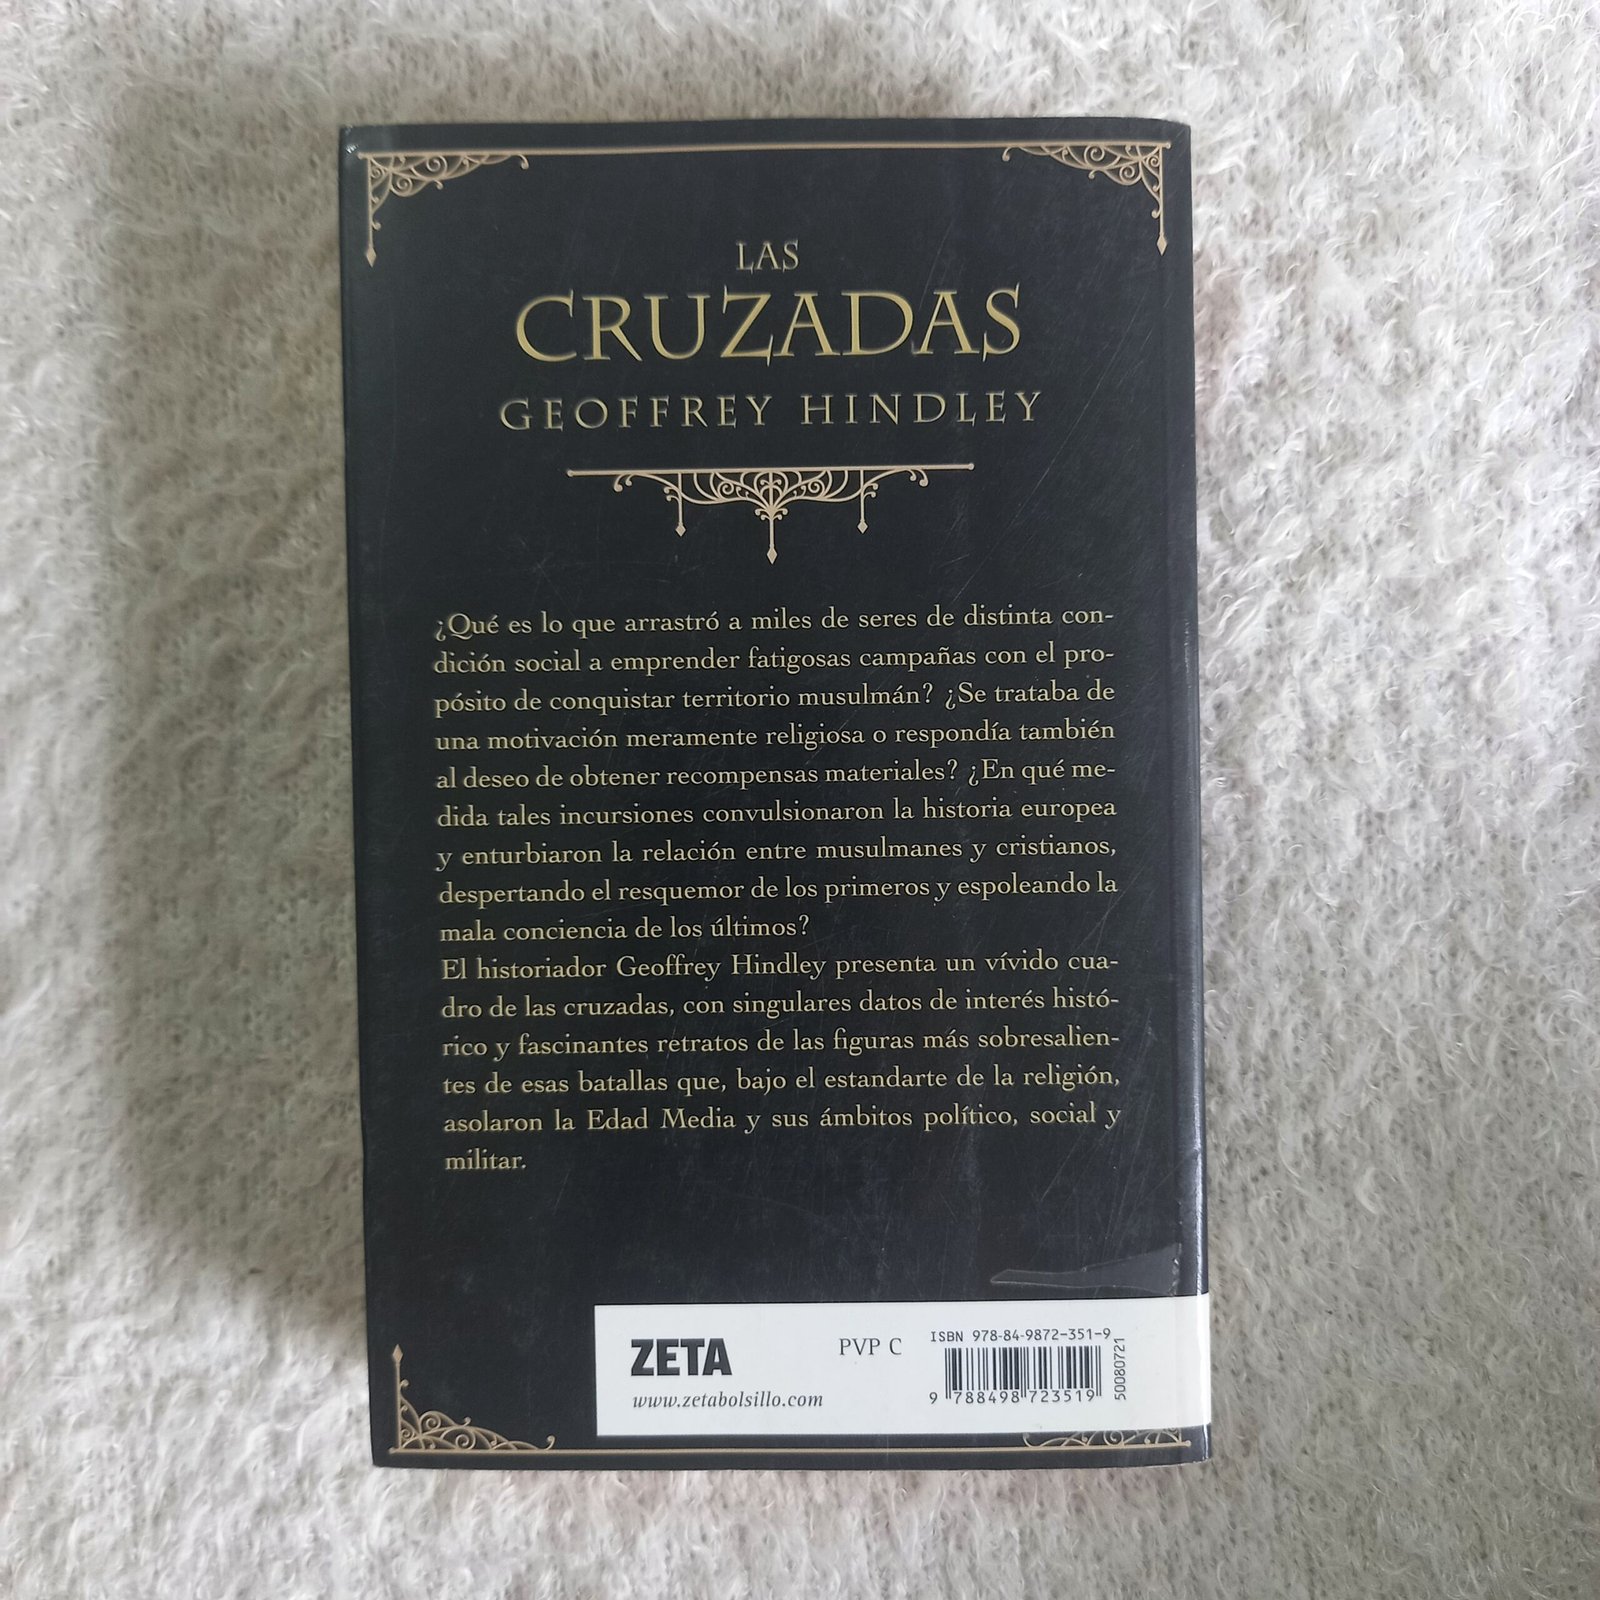 LAS
CRUZADAS
GEOFFREY HINDLEY
¿Qué es lo que arrastró a miles de seres de distinta con-
dición social a emprender fatigosas campañas con el pro-
pósito de conquistar territorio musulmán? ¿Se trataba de
una motivación meramente religiosa o respondía también
al deseo de obtener recompensas materiales? ¿En qué me-
dida tales incursiones convulsionaron la historia europea
y enturbiaron la relación entre musulmanes y cristianos,
despertando el resquemor de los primeros y espoleando la
mala conciencia de los últimos?
El historiador Geoffrey Hindley presenta un vívido cua-
dro de las cruzadas, con singulares datos de interés histó-
rico y fascinantes retratos de las figuras más sobresalien-
tes de esas batallas que, bajo el estandarte de la religión,
asolaron la Edad Media y sus ámbitos político, social y
militar.
ZETA
www.zetabolsillo.com
PVP C
ISBN 978-84-9872-351-9
9 788498 723519
50080721